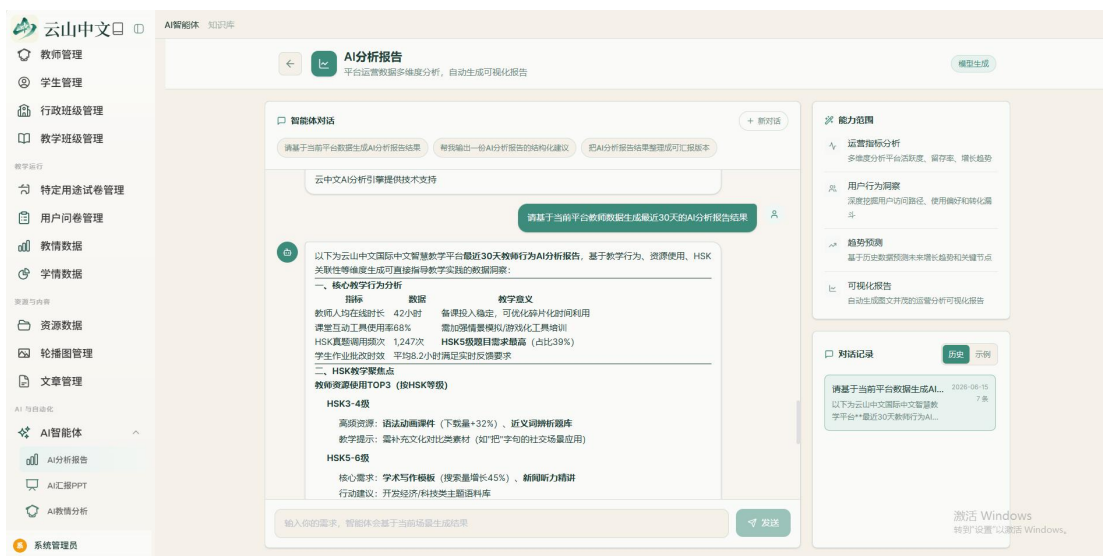 云山中文
教师管理
学生管理
行政班级管理
教学班级管理
教学运行
特定用途试卷管理
用户问卷管理
教情数据
学情数据
资源与内容
资源数据
轮播图管理
文章管理
AI 与自动化
AI智能体
AI分析报告
AI汇报PPT
AI教情分析
系统管理员
AI智能体 知识库
AI分析报告
平台运营数据多维度分析，自动生成可视化报告
模型生成
智能体对话
+ 新对话
请基于当前平台数据生成AI分析报告结果
帮我输出一份AI分析报告的结构化建议
把AI分析报告结果整理成可汇报版本
云中文AI分析引擎提供技术支持
请基于当前平台教师数据生成最近30天的AI分析报告结果
以下为云山中文国际中文智慧教学平台最近30天教师行为AI分析报告，基于教学行为、资源使用、HSK
关联性等维度生成可直接指导教学实践的数据洞察：
一、核心教学行为分析
指标 数据 教学意义
教师人均在线时长 42小时 备课投入稳定，可优化碎片化时间利用
课堂互动工具使用率68% 需加强情景模拟/游戏化工具培训
HSK真题调用频次 1,247次 HSK5级题目需求最高（占比39%）
学生作业批改时效 平均8.2小时满足实时反馈要求
二、HSK教学聚焦点
教师资源使用TOP3（按HSK等级）
HSK3-4级
高频资源：语法动画课件（下载量+32%）、近义词辨析题库
教学提示：需补充文化对比类素材（如"把"字句的社交场景应用）
HSK5-6级
核心需求：学术写作模板（搜索量增长45%）、新闻听力精讲
行动建议：开发经济/科技类主题语料库
输入你的需求，智能体会基于当前场景生成结果
发送
能力范围
运营指标分析
多维度分析平台活跃度、留存率、增长趋势
用户行为洞察
深度挖掘用户访问路径、使用偏好和转化漏
斗
趋势预测
基于历史数据预测未来增长趋势和关键节点
可视化报告
自动生成图文并茂的运营分析可视化报告
对话记录
历史 示例
请基于当前平台数据生成AI... 2026-06-15
7 条
以下为云山中文国际中文智慧教
学平台**最近30天教师行为AI...
激活 Windows
转到"设置"以激活 Windows。